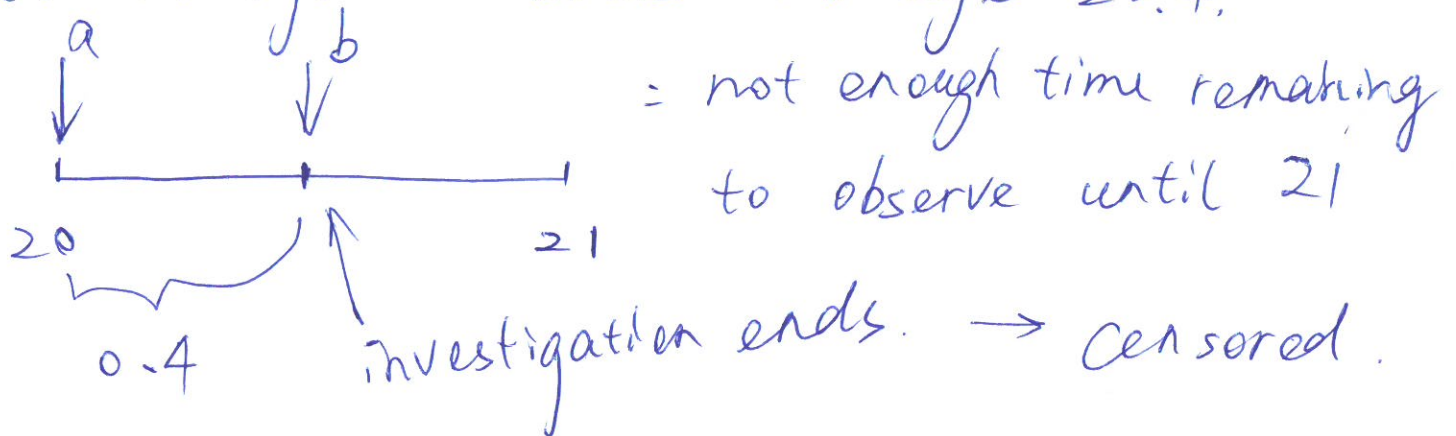 a b
= not enough time remaining
to observe until 21
20 21
0.4 investigation ends. → censored.